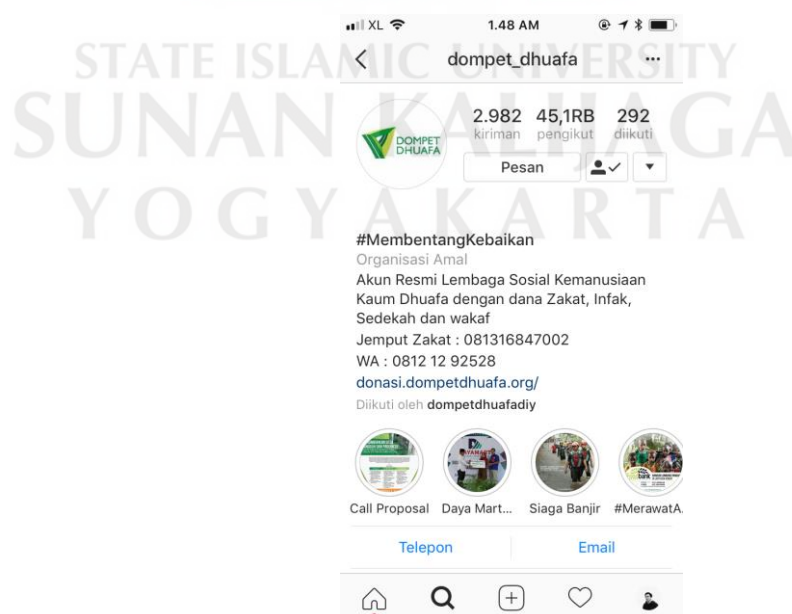 STATE ISLAMIC UNIVERSITY
SUNAN KALIJAGA
YOGYAKARTA
XL 1.48 AM
dompet_dhuafa
2.982 45,1RB 292
kiriman pengikut diikuti
DOMPET
DHUAFA
Pesan
#MembentangKebaikan
Organisasi Amal
Akun Resmi Lembaga Sosial Kemanusiaan
Kaum Dhuafa dengan dana Zakat, Infak,
Sedekah dan wakaf
Jemput Zakat : 081316847002
WA : 0812 12 92528
donasi.dompetdhuafa.org/
Diikuti oleh dompetdhuafadiy
Call Proposal Daya Mart... Siaga Banjir #MerawatA.
Telepon Email